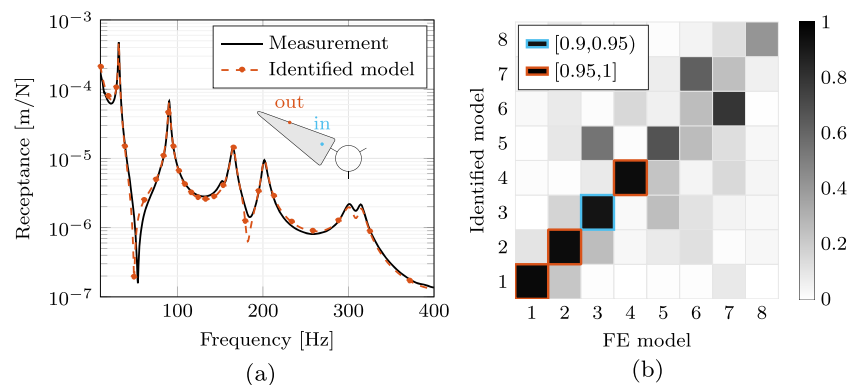 10^−3
10^−4
10^−5
10^−6
10^−7
Receptance [m/N]
Measurement
Identified model
out
in
100 200 300 400
Frequency [Hz]
(a)
8
7
6
5
4
3
2
1
Identified model
[0.9,0.95)
[0.95,1]
1 2 3 4 5 6 7 8
FE model
(b)
1
0.8
0.6
0.4
0.2
0